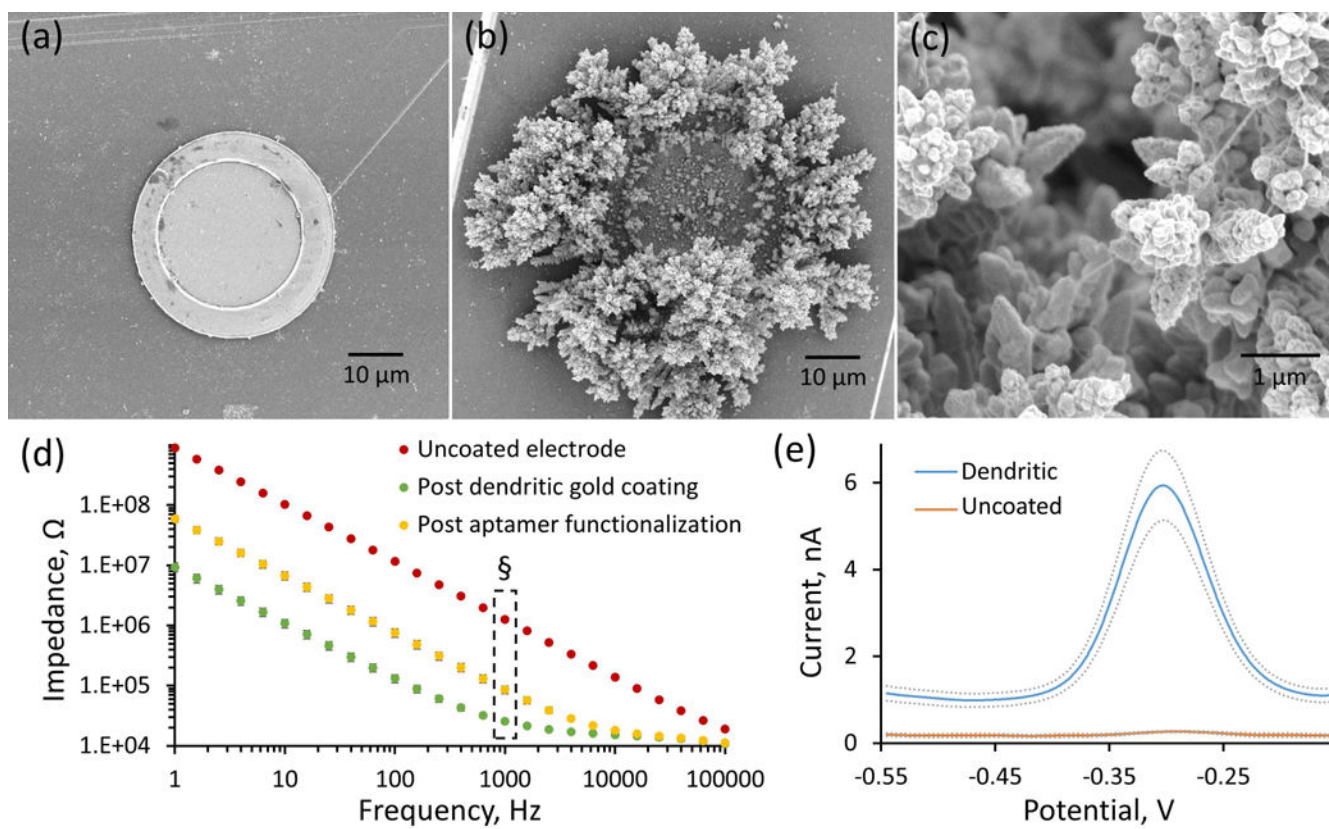 (a)
(b)
(c)
10 µm
10 µm
1 µm
(d)
Uncoated electrode
Post dendritic gold coating
Post aptamer functionalization
§
Impedance, Ω
1.E+08
1.E+07
1.E+06
1.E+05
1.E+04
1 10 100 1000 10000 100000
Frequency, Hz
(e)
Dendritic
Uncoated
Current, nA
6
4
2
0
-0.55 -0.45 -0.35 -0.25
Potential, V